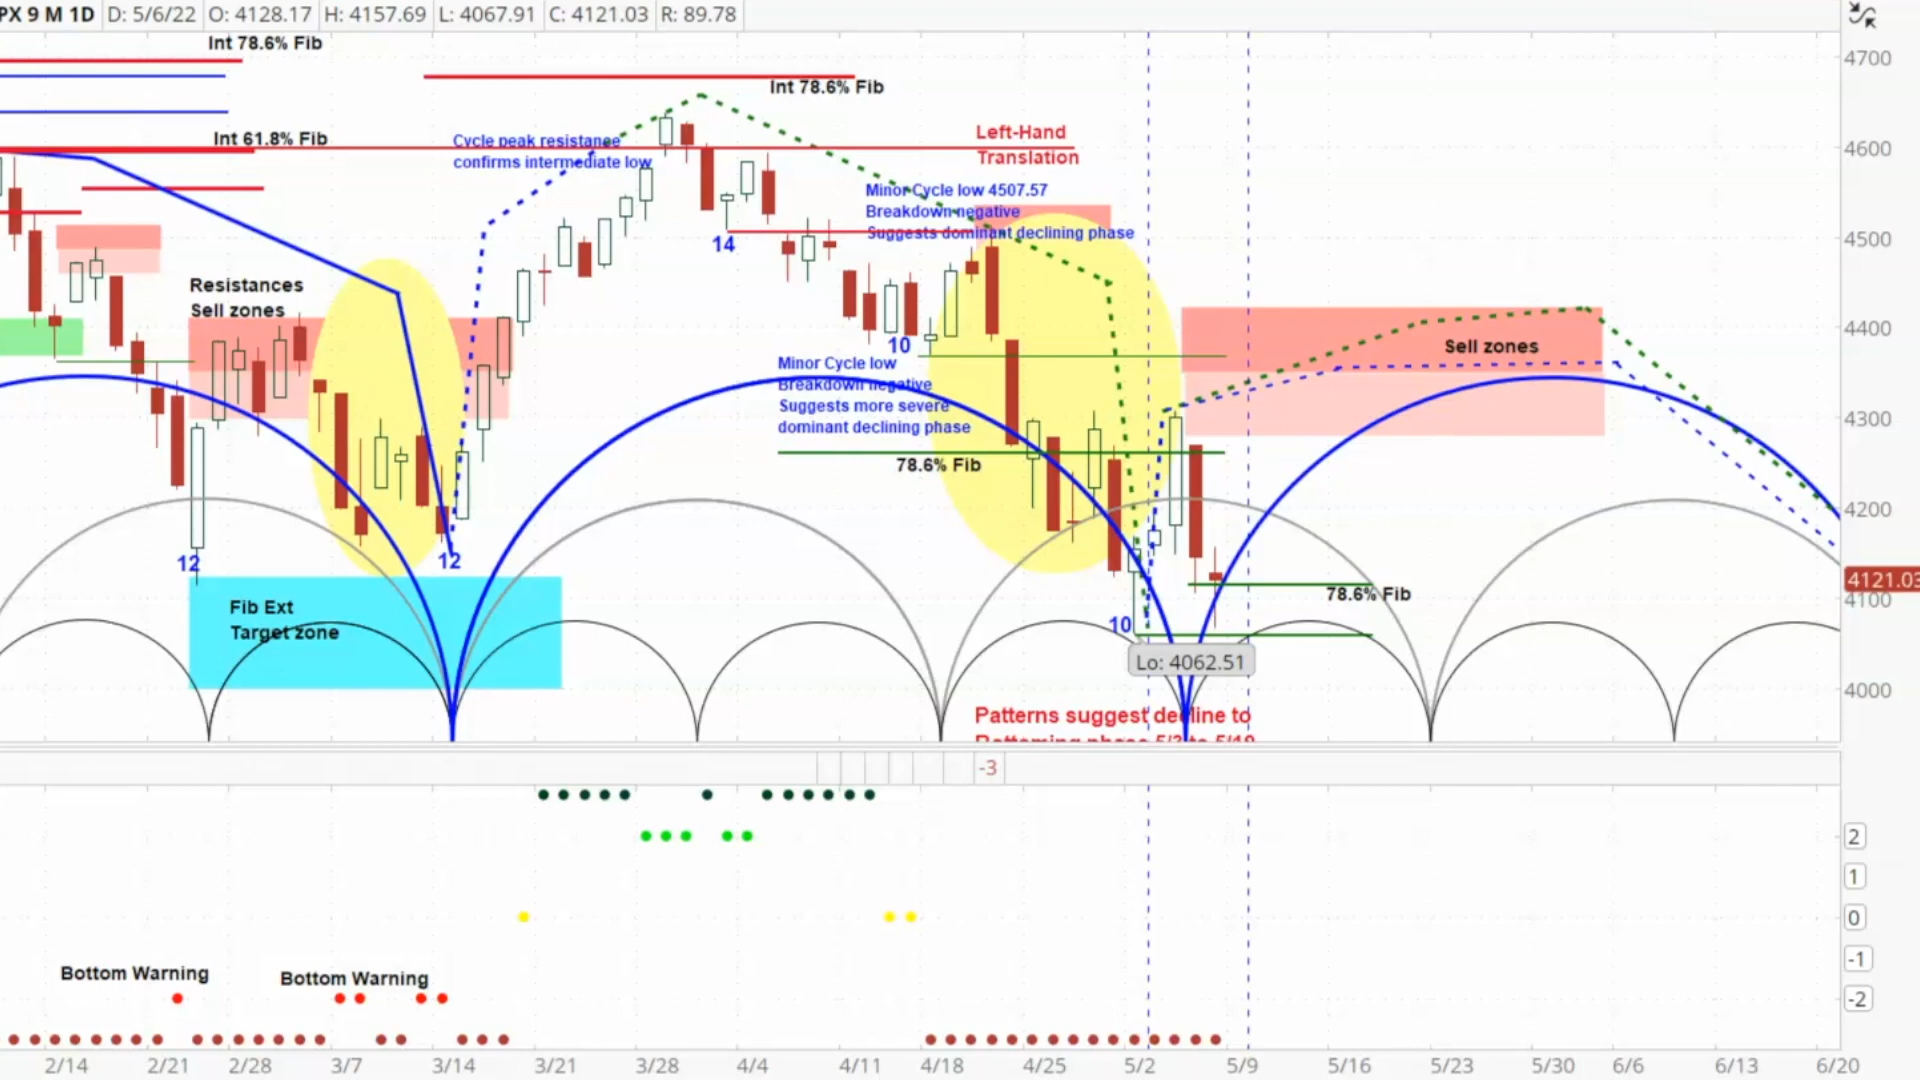 PX 9 M 1D D: 5/6/22 O: 4128.17 H: 4157.69 L: 4067.91 C: 4121.03 R: 89.78
Int 78.6% Fib
4700
Int 78.6% Fib
Int 61.8% Fib
Cycle peak resistance
confirms intermediate low
Left-Hand
Translation
4600
Minor Cycle low 4507.57
Breakdown negative
Suggests dominant declining phase
14
4500
Resistances
Sell zones
4400
10
Sell zones
Minor Cycle low
Breakdown negative
Suggests more severe
dominant declining phase
4300
78.6% Fib
4200
12
12
4121.03
78.6% Fib
4100
Fib Ext
Target zone
10
Lo: 4062.51
4000
Patterns suggest decline to
-3
2
1
0
-1
Bottom Warning
Bottom Warning
-2
2/14 2/21 2/28 3/7 3/14 3/21 3/28 4/4 4/11 4/18 4/25 5/2 5/9 5/16 5/23 5/30 6/6 6/13 6/20